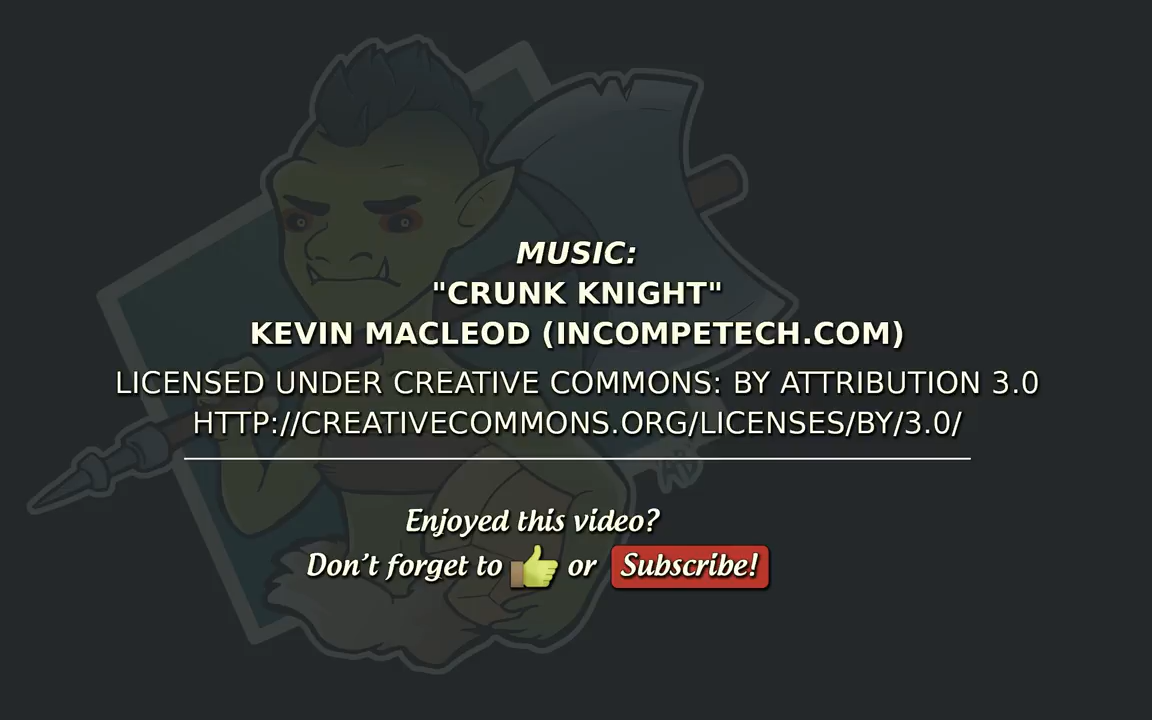 MUSIC:
"CRUNK KNIGHT"
KEVIN MACLEOD (INCOMPETECH.COM)
LICENSED UNDER CREATIVE COMMONS: BY ATTRIBUTION 3.0
HTTP://CREATIVECOMMONS.ORG/LICENSES/BY/3.0/
Enjoyed this video?
Don't forget to or Subscribe!